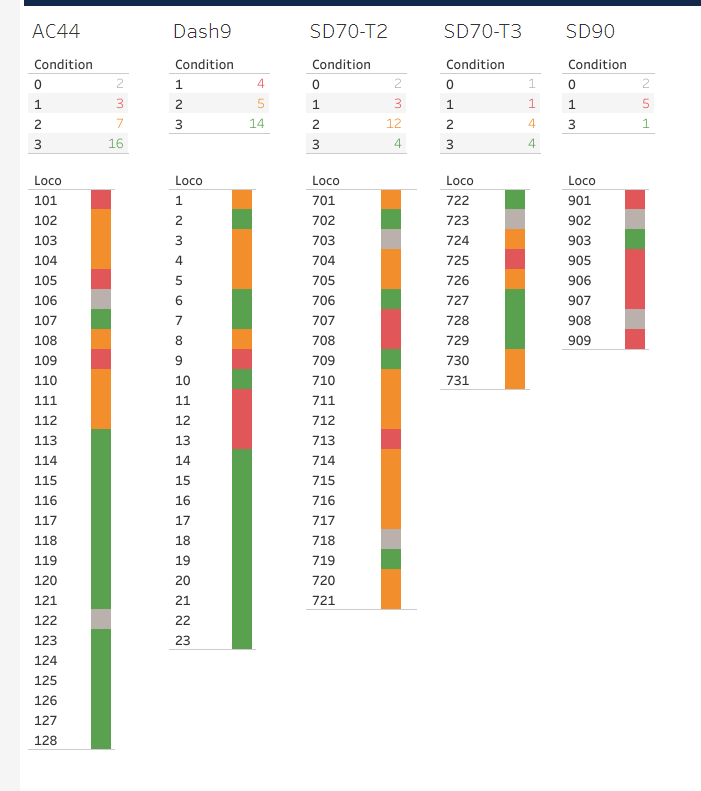 AC44 Dash9 SD70-T2 SD70-T3 SD90
Condition Condition Condition Condition Condition
0 2 1 4 0 2 0 1 0 2
1 3 2 5 1 3 1 1 1 5
2 7 3 14 2 12 2 4 3 1
3 16 3 4 3 4
Loco Loco Loco Loco Loco
101 1 701 722 901
102 2 702 723 902
103 3 703 724 903
104 4 704 725 905
105 5 705 726 906
106 6 706 727 907
107 7 707 728 908
108 8 708 729 909
109 9 709 730
110 10 710 731
111 11 711
112 12 712
113 13 713
114 14 714
115 15 715
116 16 716
117 17 717
118 18 718
119 19 719
120 20 720
121 21 721
122 22
123 23
124
125
126
127
128